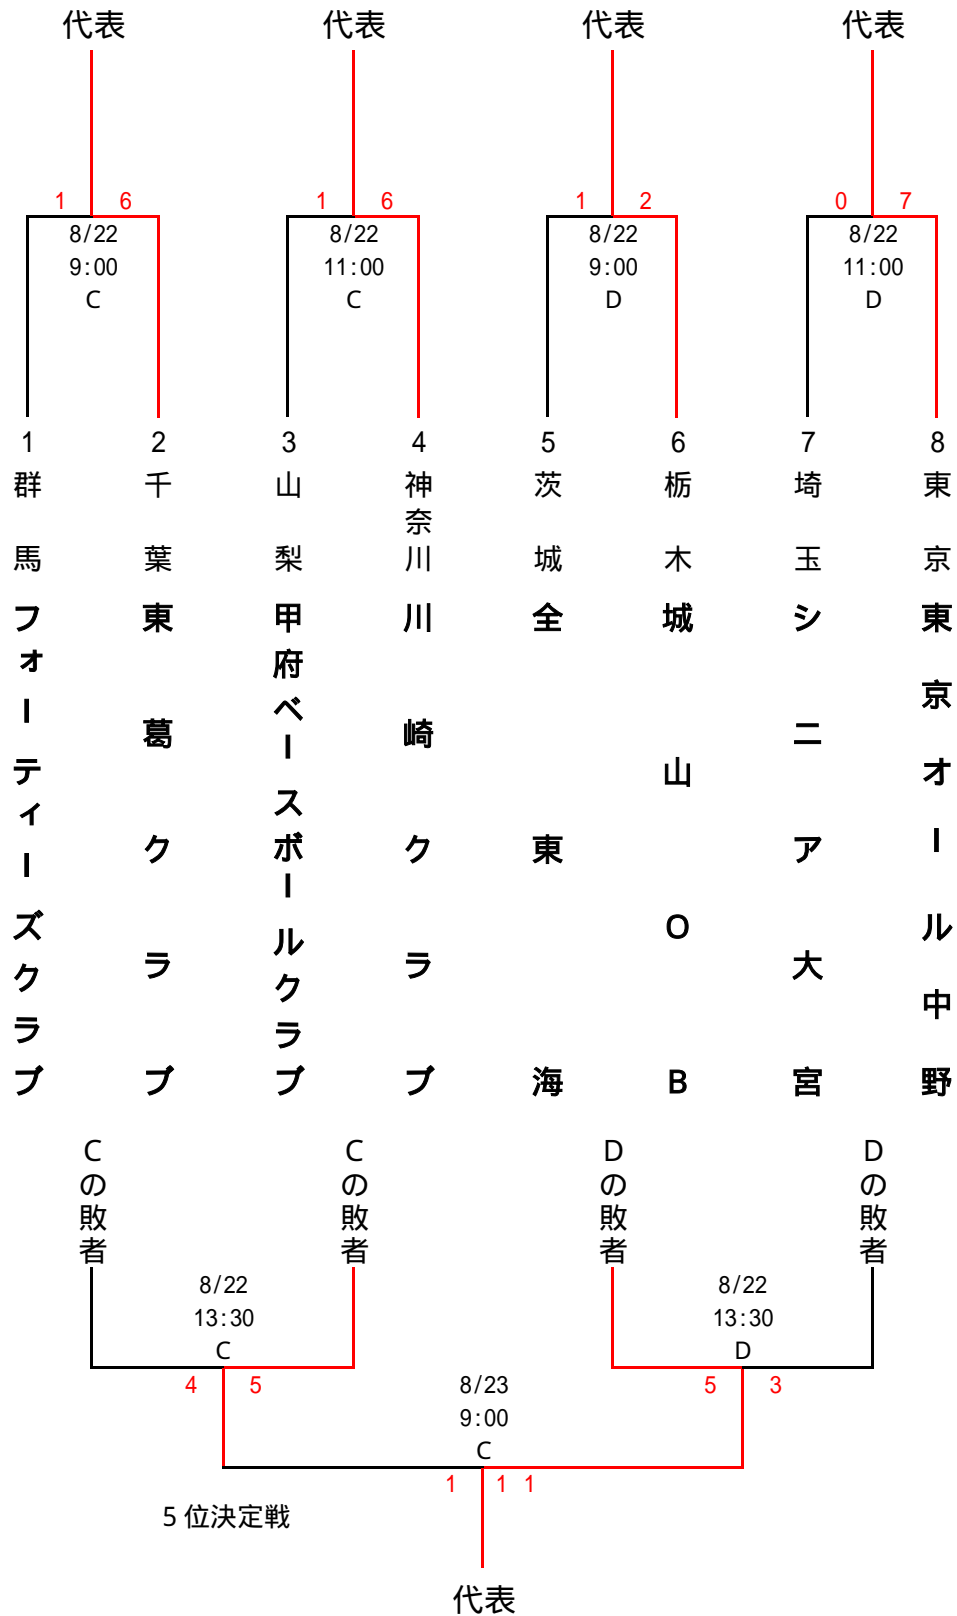 代表 代表 代表 代表
1 6 1 6 1 2 0 7
8/22 8/22 8/22 8/22
9:00 11:00 9:00 11:00
C C D D
1 2 3 4 5 6 7 8
群馬
フォーティーズクラブ
千葉
東葛クラブ
山梨
甲府ベースボールクラブ
神奈川
川崎クラブ
茨城
全東海
栃木
城山OB
埼玉
シニア大宮
東京
東京オール中野
Cの敗者
Cの敗者
Dの敗者
Dの敗者
8/22 8/22
13:30 13:30
C D
4 5 5 3
8/23
9:00
C
1 11
5位決定戦
代表